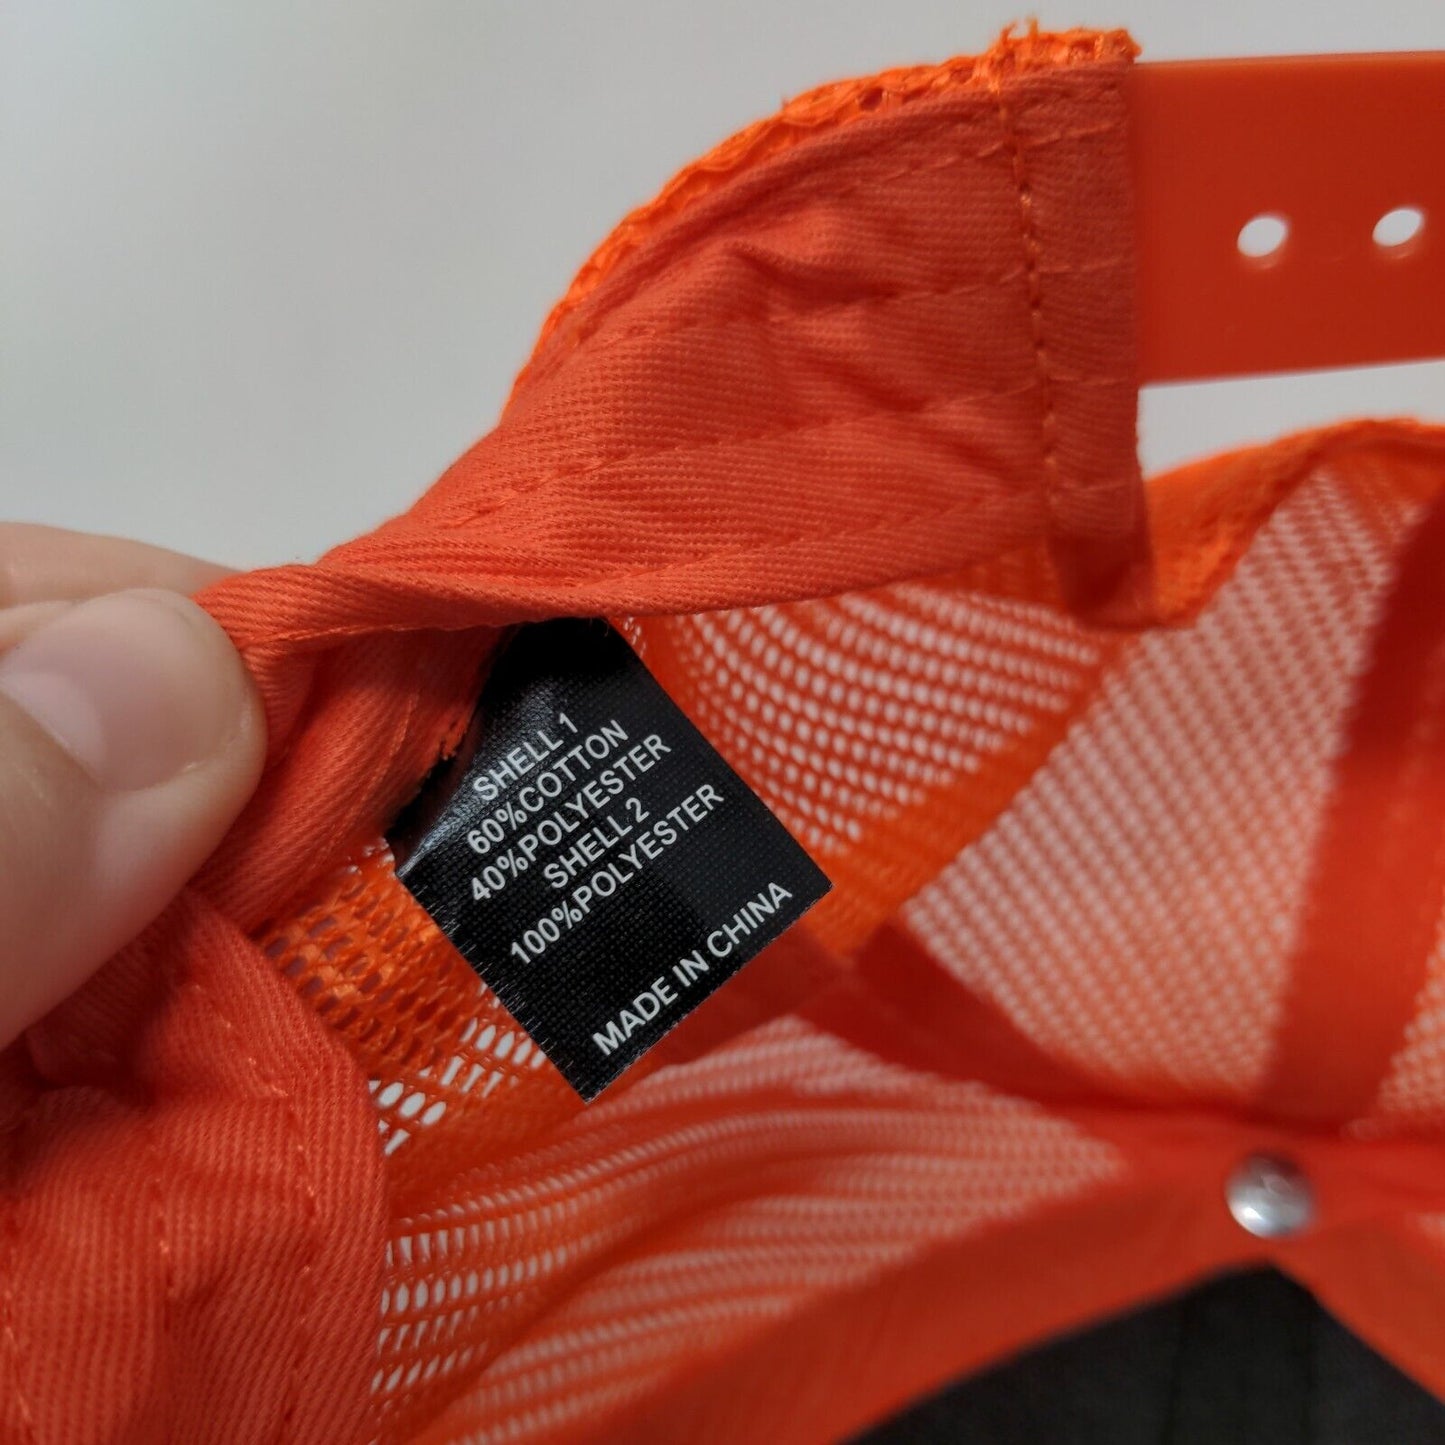 SHELL 1
60%COTTON
40%POLYESTER
SHELL 2
100%POLYESTER
MADE IN CHINA